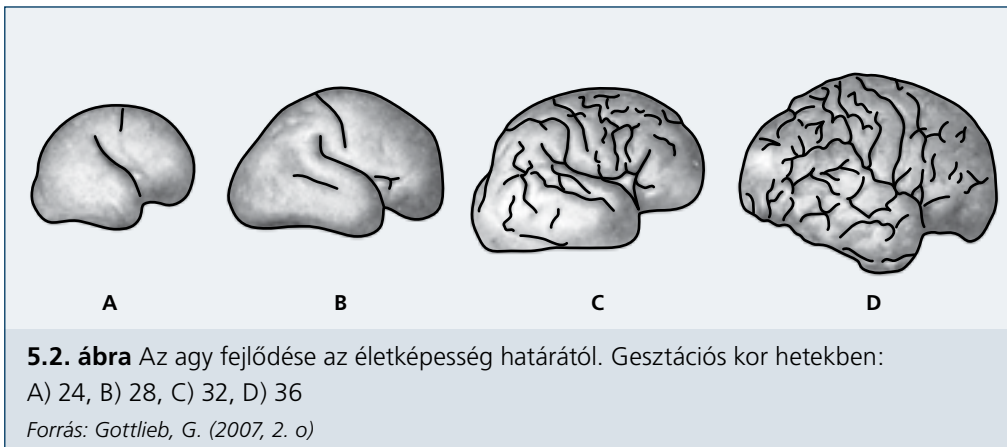 A B C D
5.2. ábra Az agy fejlődése az életképesség határától. Gesztációs kor hetekben:
A) 24, B) 28, C) 32, D) 36
Forrás: Gottlieb, G. (2007, 2. o)